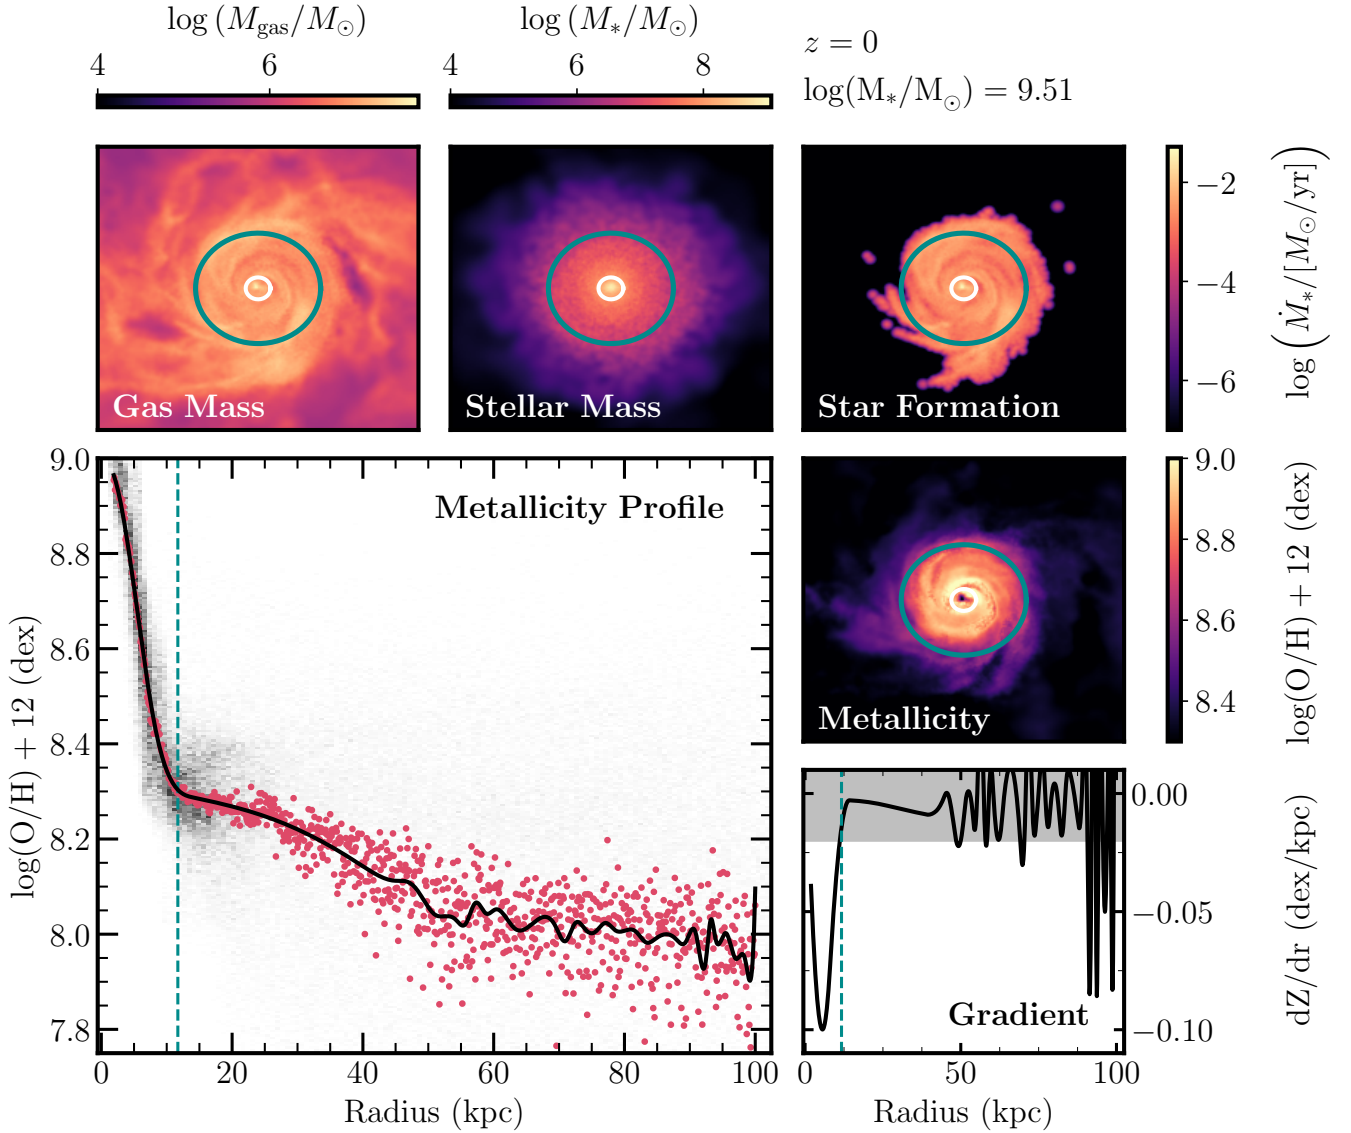 log (M_gas/M_⊙)
4 6
log (M_*/M_⊙)
4 6 8
z = 0
log(M_*/M_⊙) = 9.51
Gas Mass
Stellar Mass
Star Formation
−2
−4
−6
log (Ṁ_*/[M_⊙/yr])
Metallicity Profile
9.0
8.8
8.6
8.4
8.2
8.0
7.8
log(O/H) + 12 (dex)
0 20 40 60 80 100
Radius (kpc)
Metallicity
9.0
8.8
8.6
8.4
log(O/H) + 12 (dex)
Gradient
0.00
−0.05
−0.10
dZ/dr (dex/kpc)
0 50 100
Radius (kpc)